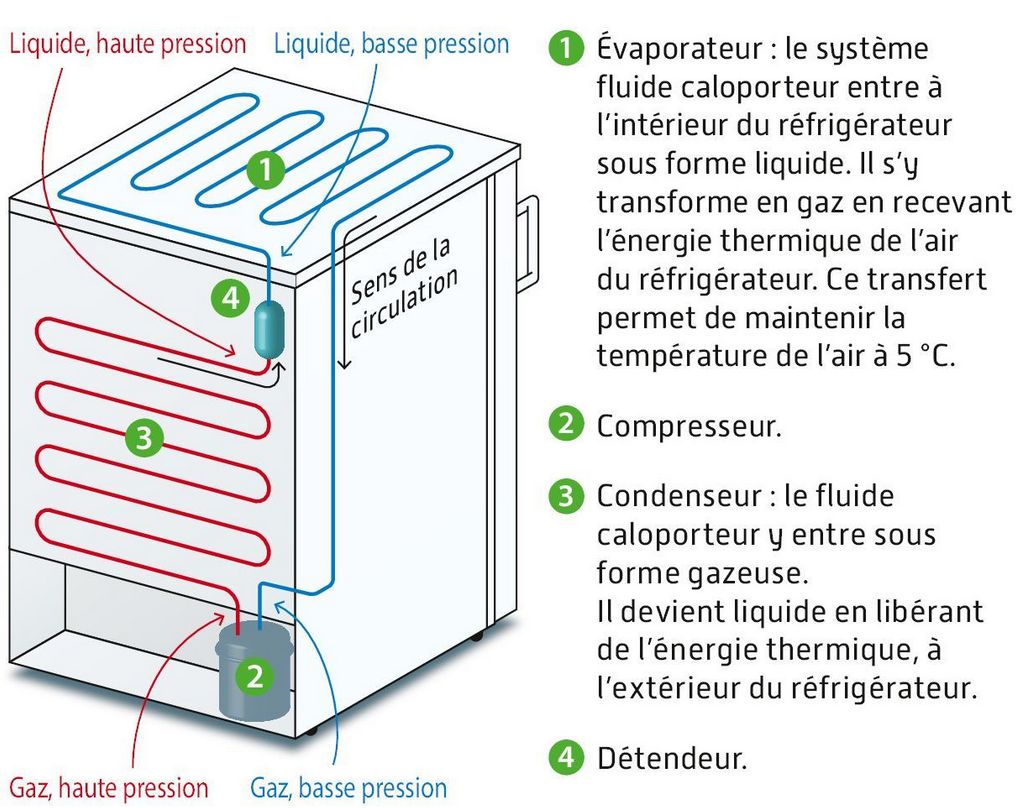 Liquide, haute pression
Liquide, basse pression
1
4
Sens de la
circulation
3
2
Gaz, haute pression
Gaz, basse pression
1 Évaporateur : le système
fluide caloporteur entre à
l'intérieur du réfrigérateur
sous forme liquide. Il s'y
transforme en gaz en recevant
l'énergie thermique de l'air
du réfrigérateur. Ce transfert
permet de maintenir la
température de l'air à 5 °C.
2 Compresseur.
3 Condenseur : le fluide
caloporteur y entre sous
forme gazeuse.
Il devient liquide en libérant
de l'énergie thermique, à
l'extérieur du réfrigérateur.
4 Détendeur.